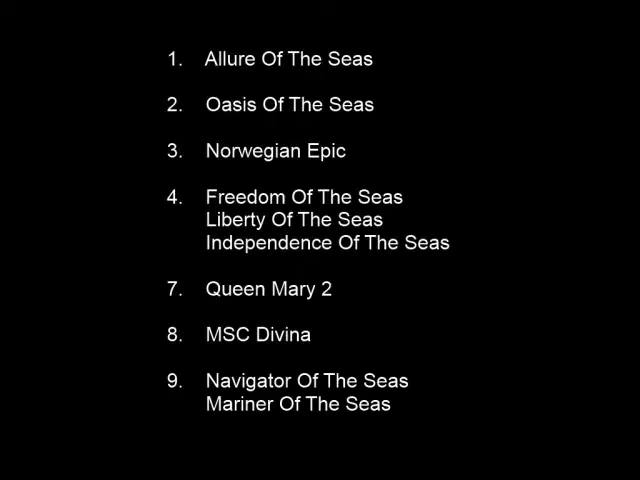 1. Allure Of The Seas
2. Oasis Of The Seas
3. Norwegian Epic
4. Freedom Of The Seas
Liberty Of The Seas
Independence Of The Seas
7. Queen Mary 2
8. MSC Divina
9. Navigator Of The Seas
Mariner Of The Seas